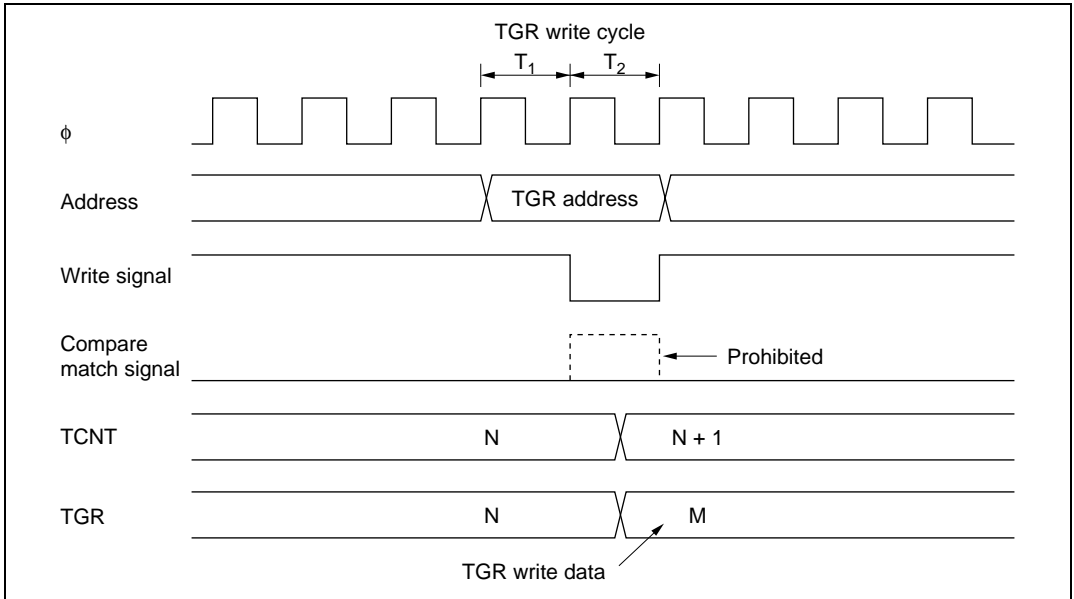 TGR write cycle
T1 T2
ϕ
Address TGR address
Write signal
Compare
match signal Prohibited
TCNT N N + 1
TGR N M
TGR write data